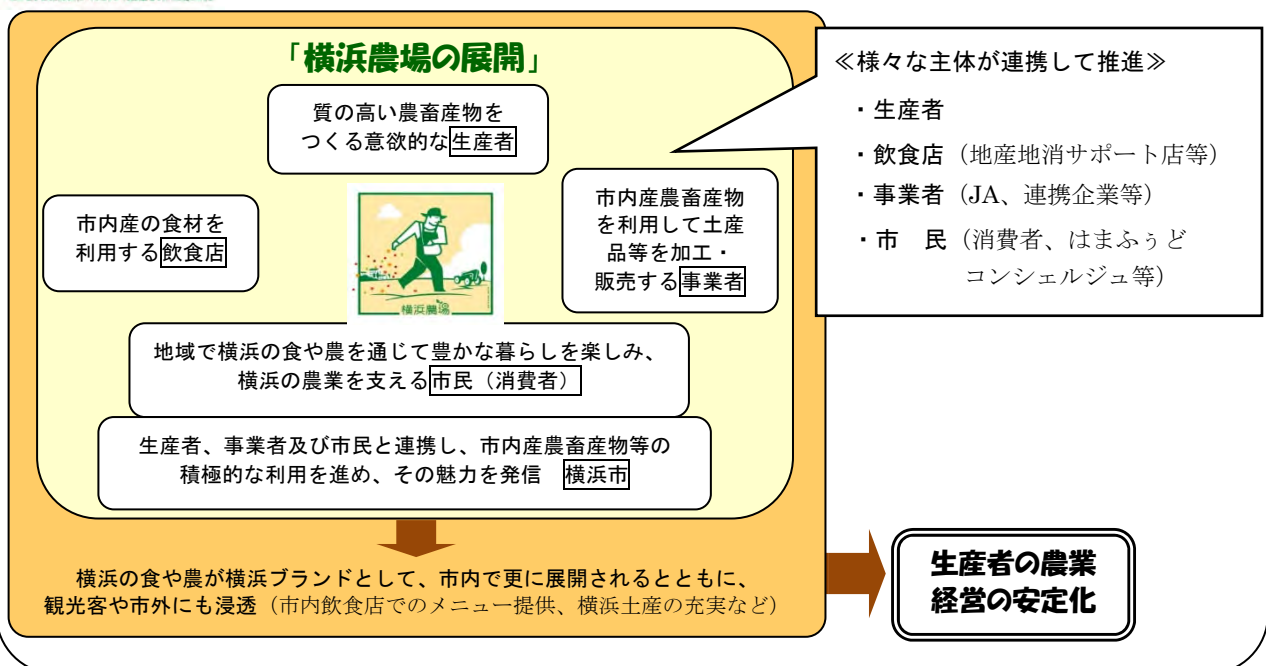 「横浜農場の展開」
質の高い農畜産物を
つくる意欲的な生産者
市内産の食材を
利用する飲食店
市内産農畜産物
を利用して土産
品等を加工・
販売する事業者
横浜農場
地域で横浜の食や農を通じて豊かな暮らしを楽しみ、
横浜の農業を支える市民（消費者）
生産者、事業者及び市民と連携し、市内産農畜産物等の
積極的な利用を進め、その魅力を発信　横浜市
≪様々な主体が連携して推進≫
・生産者
・飲食店（地産地消サポート店等）
・事業者（JA、連携企業等）
・市　民（消費者、はまふぅど
コンシェルジュ等）
横浜の食や農が横浜ブランドとして、市内で更に展開されるとともに、
観光客や市外にも浸透（市内飲食店でのメニュー提供、横浜土産の充実など）
生産者の農業
経営の安定化